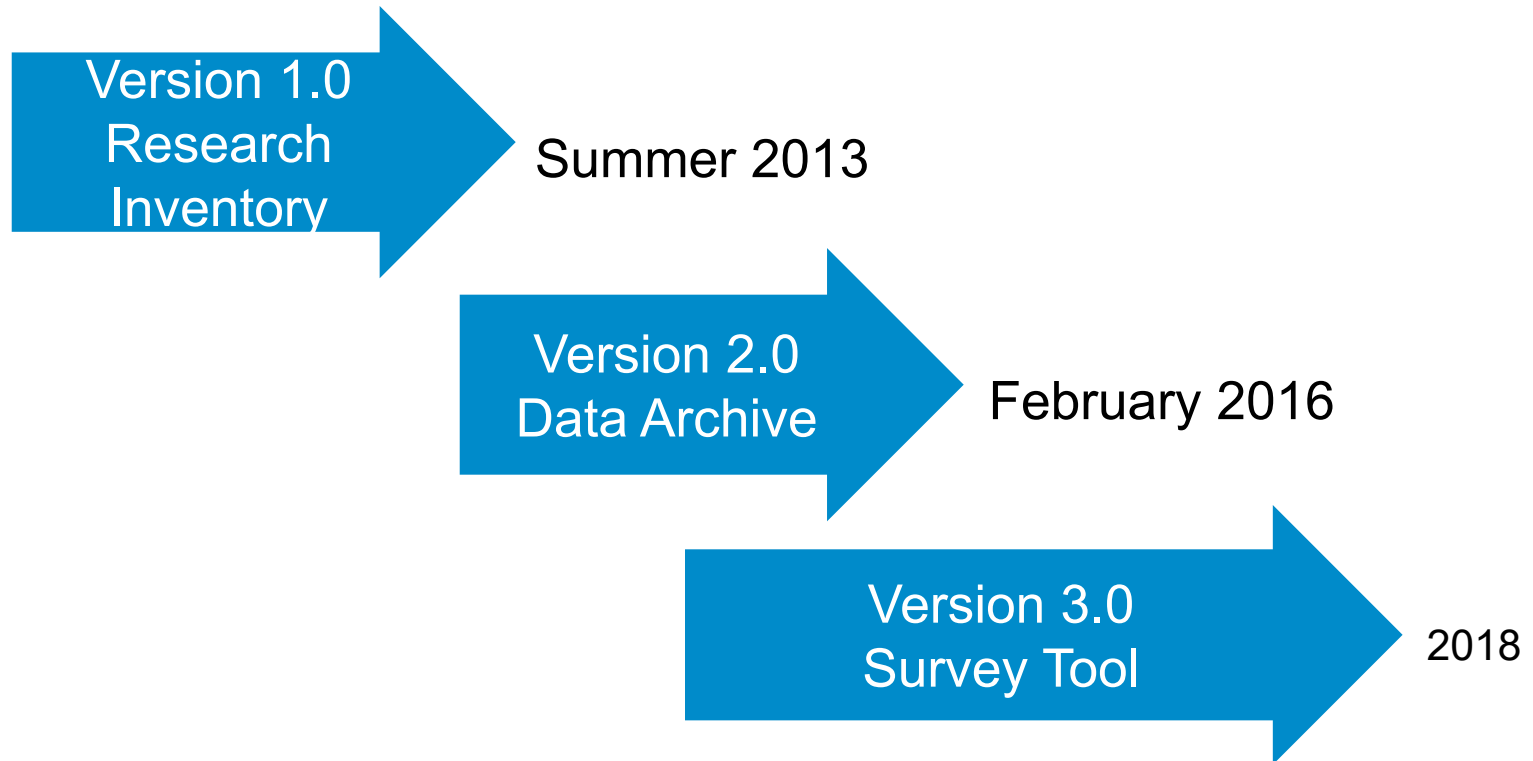 Version 1.0
Research
Inventory
Summer 2013
Version 2.0
Data Archive
February 2016
Version 3.0
Survey Tool
2018